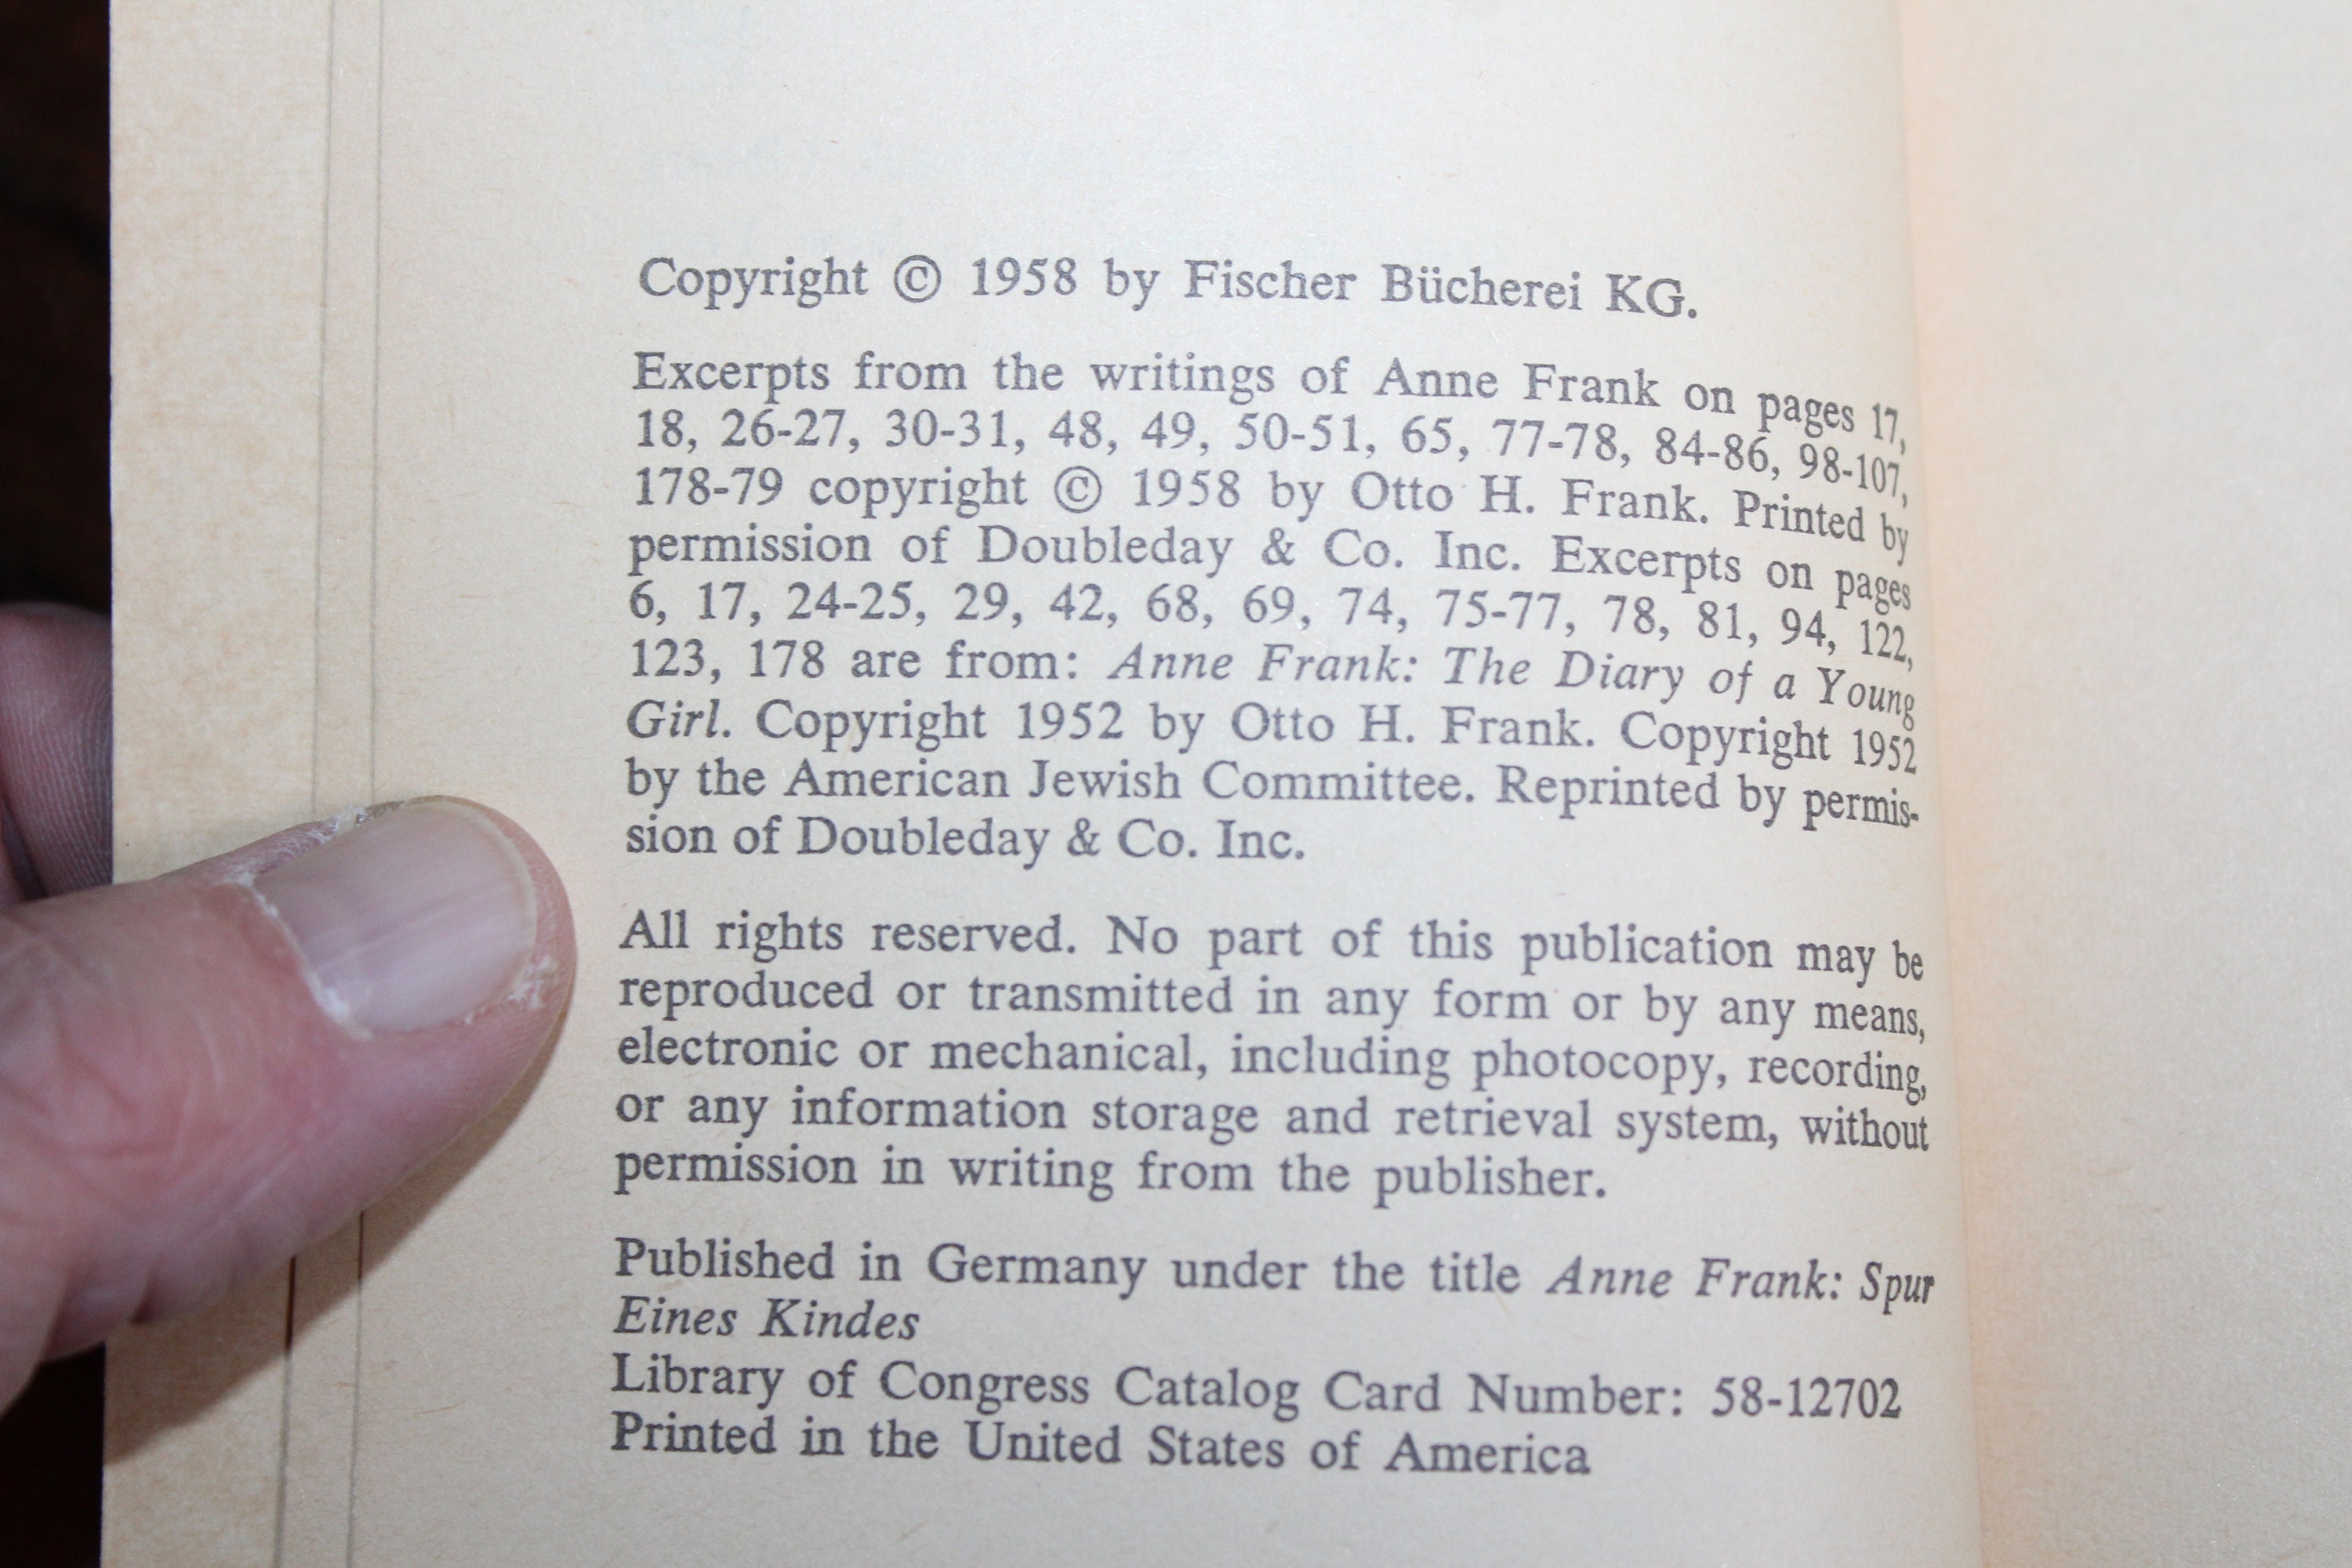 Copyright © 1958 by Fischer Bücherei KG.
Excerpts from the writings of Anne Frank on pages 17,
18, 26-27, 30-31, 48, 49, 50-51, 65, 77-78, 84-86, 98-107,
178-79 copyright © 1958 by Otto H. Frank. Printed by
permission of Doubleday & Co. Inc. Excerpts on pages
6, 17, 24-25, 29, 42, 68, 69, 74, 75-77, 78, 81, 94, 122,
123, 178 are from: Anne Frank: The Diary of a Young
Girl. Copyright 1952 by Otto H. Frank. Copyright 1952
by the American Jewish Committee. Reprinted by permis-
sion of Doubleday & Co. Inc.
All rights reserved. No part of this publication may be
reproduced or transmitted in any form or by any means,
electronic or mechanical, including photocopy, recording,
or any information storage and retrieval system, without
permission in writing from the publisher.
Published in Germany under the title Anne Frank: Spur
Eines Kindes
Library of Congress Catalog Card Number: 58-12702
Printed in the United States of America